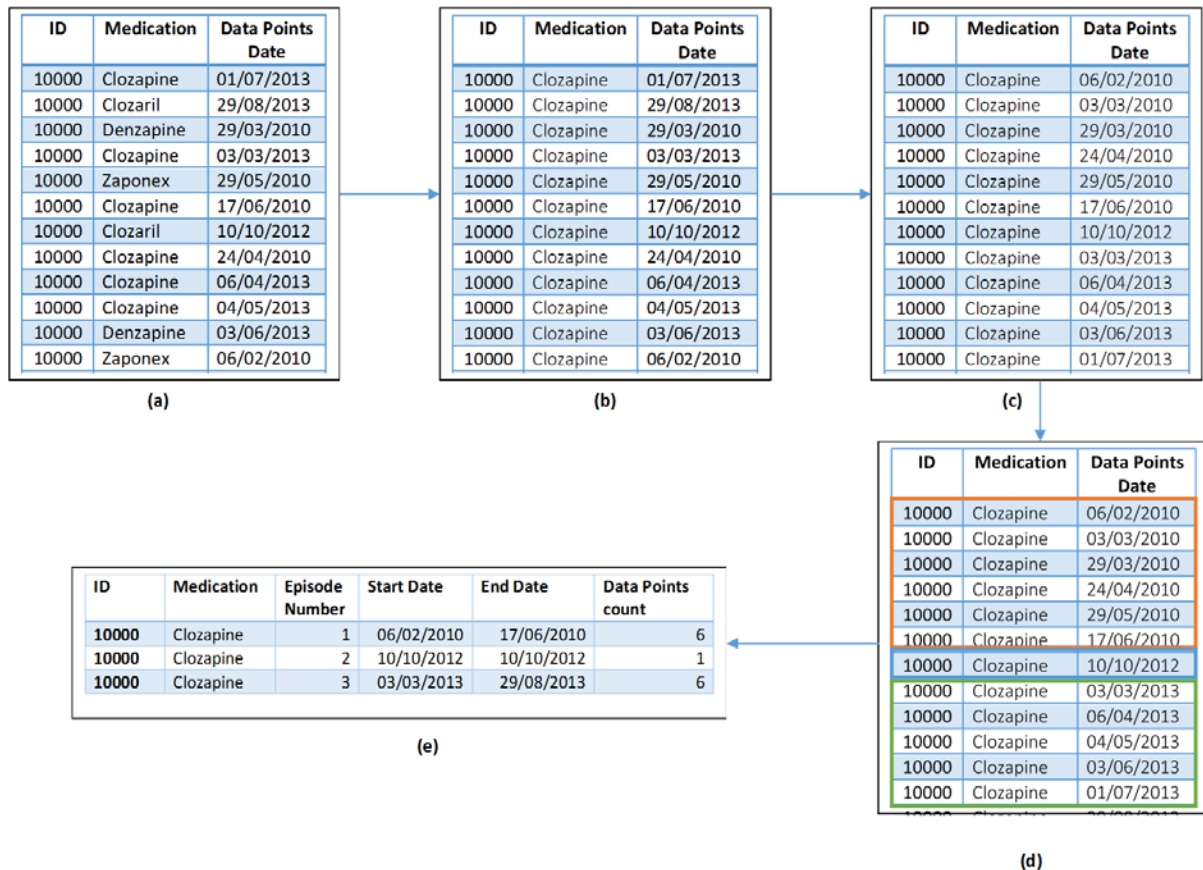 ID Medication Data Points Date
10000 Clozapine 01/07/2013
10000 Clozaril 29/08/2013
10000 Denzapine 29/03/2010
10000 Clozapine 03/03/2013
10000 Zaponex 29/05/2010
10000 Clozapine 17/06/2010
10000 Clozaril 10/10/2012
10000 Clozapine 24/04/2010
10000 Clozapine 06/04/2013
10000 Clozapine 04/05/2013
10000 Denzapine 03/06/2013
10000 Zaponex 06/02/2010
(a)
ID Medication Data Points Date
10000 Clozapine 01/07/2013
10000 Clozapine 29/08/2013
10000 Clozapine 29/03/2010
10000 Clozapine 03/03/2013
10000 Clozapine 29/05/2010
10000 Clozapine 17/06/2010
10000 Clozapine 10/10/2012
10000 Clozapine 24/04/2010
10000 Clozapine 06/04/2013
10000 Clozapine 04/05/2013
10000 Clozapine 03/06/2013
10000 Clozapine 06/02/2010
(b)
ID Medication Data Points Date
10000 Clozapine 06/02/2010
10000 Clozapine 03/03/2010
10000 Clozapine 29/03/2010
10000 Clozapine 24/04/2010
10000 Clozapine 29/05/2010
10000 Clozapine 17/06/2010
10000 Clozapine 10/10/2012
10000 Clozapine 03/03/2013
10000 Clozapine 06/04/2013
10000 Clozapine 04/05/2013
10000 Clozapine 03/06/2013
10000 Clozapine 01/07/2013
(c)
ID Medication Data Points Date
10000 Clozapine 06/02/2010
10000 Clozapine 03/03/2010
10000 Clozapine 29/03/2010
10000 Clozapine 24/04/2010
10000 Clozapine 29/05/2010
10000 Clozapine 17/06/2010
10000 Clozapine 10/10/2012
10000 Clozapine 03/03/2013
10000 Clozapine 06/04/2013
10000 Clozapine 04/05/2013
10000 Clozapine 03/06/2013
10000 Clozapine 01/07/2013
(d)
ID Medication Episode Number Start Date End Date Data Points count
10000 Clozapine 1 06/02/2010 17/06/2010 6
10000 Clozapine 2 10/10/2012 10/10/2012 1
10000 Clozapine 3 03/03/2013 29/08/2013 6
(e)